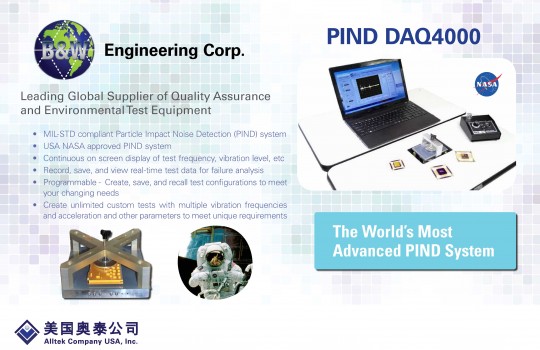 B&W
Engineering Corp.
PIND DAQ4000
NASA
Leading Global Supplier of Quality Assurance
and Environmental Test Equipment
• MIL-STD compliant Particle Impact Noise Detection (PIND) system
• USA NASA approved PIND system
• Continuous on screen display of test frequency, vibration level, etc
• Record, save, and view real-time test data for failure analysis
• Programmable - Create, save, and recall test configurations to meet
your changing needs
• Create unlimited custom tests with multiple vibration frequencies
and acceleration and other parameters to meet unique requirements
The World's Most
Advanced PIND System
美国奥泰公司
Alltek Company USA, Inc.